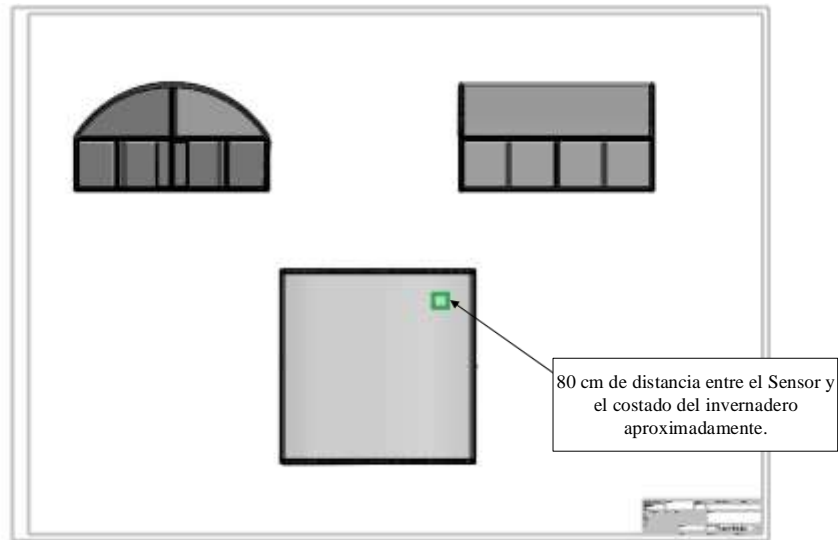 80 cm de distancia entre el Sensor y
el costado del invernadero
aproximadamente.